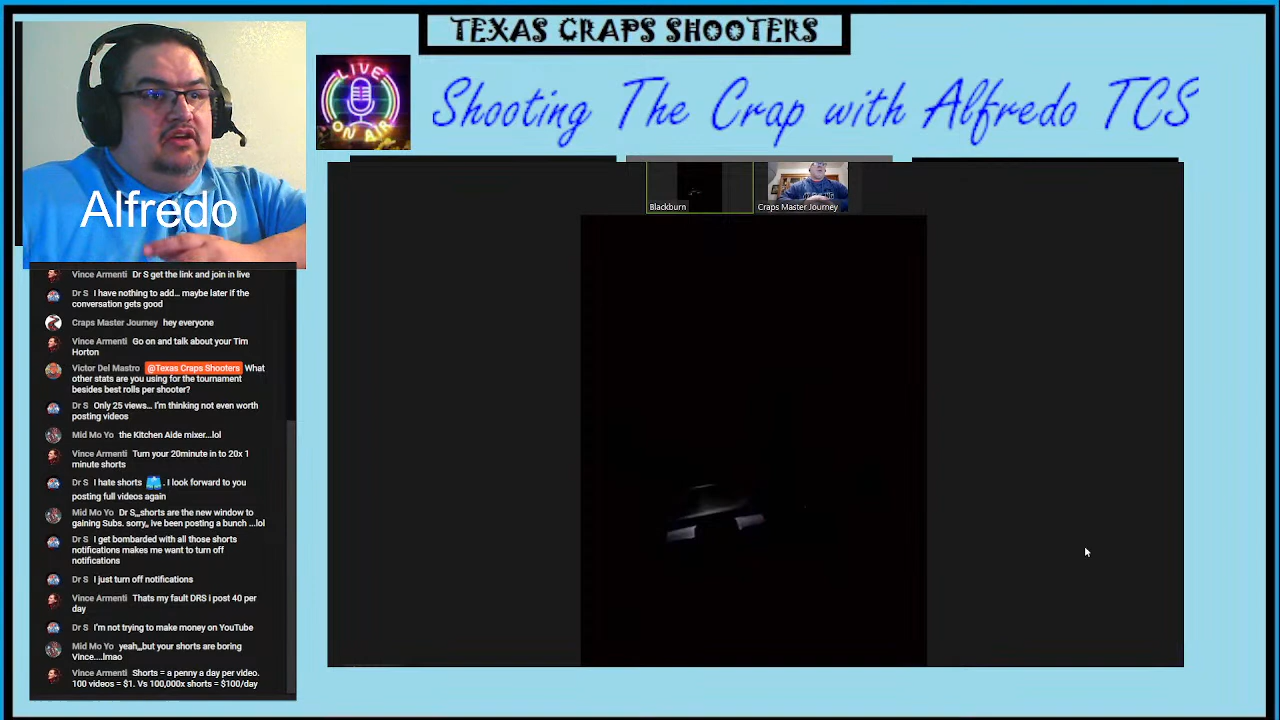 TEXAS CRAPS SHOOTERS
LIVE
ON AIR
Shooting The Crap with Alfredo TCS
Alfredo
Blackburn
Craps Master Journey
Vince Armenti Dr S get the link and join in live
Dr S I have nothing to add... maybe later if the
conversation gets good
Craps Master Journey hey everyone
Vince Armenti Go on and talk about your Tim
Horton
Victor Del Mastro @Texas Craps Shooters What
other stats are you using for the tournament
besides best rolls per shooter?
Dr S Only 25 views... I'm thinking not even worth
posting videos
Mid Mo Yo the Kitchen Aide mixer...lol
Vince Armenti Turn your 20minute in to 20x 1
minute shorts
Dr S I hate shorts 🩳. I look forward to you
posting full videos again
Mid Mo Yo Dr S,,,shorts are the new window to
gaining Subs. sorry,, ive been posting a bunch ...lol
Dr S I get bombarded with all those shorts
notifications makes me want to turn off
notifications
Dr S I just turn off notifications
Vince Armenti Thats my fault DRS i post 40 per
day
Dr S I'm not trying to make money on YouTube
Mid Mo Yo yeah,,,but your shorts are boring
Vince....lmao
Vince Armenti Shorts = a penny a day per video.
100 videos = $1. Vs 100,000x shorts = $100/day